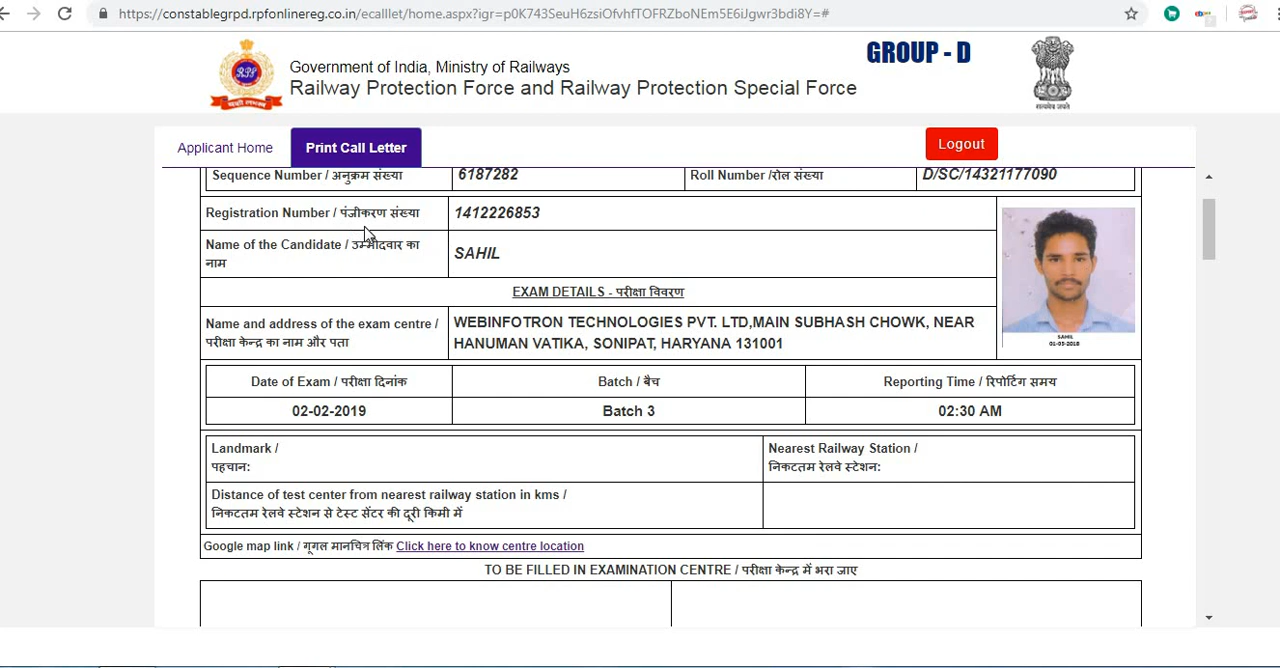 https://constablegrpd.rpfonlinereg.co.in/ecalllet/home.aspx?igr=p0K743SeuH6zsiOfvhfTOFRZboNEm5E6iJgwr3bdi8Y=#
GROUP - D
Government of India, Ministry of Railways
Railway Protection Force and Railway Protection Special Force
सत्यमेव जयते
Applicant Home Print Call Letter Logout
Sequence Number / अनुक्रम संख्या 6187282 Roll Number /रोल संख्या D/SC/14321177090
Registration Number / पंजीकरण संख्या 1412226853
Name of the Candidate / उम्मीदवार का
नाम
SAHIL
EXAM DETAILS - परीक्षा विवरण
Name and address of the exam centre /
परीक्षा केन्द्र का नाम और पता
WEBINFOTRON TECHNOLOGIES PVT. LTD,MAIN SUBHASH CHOWK, NEAR
HANUMAN VATIKA, SONIPAT, HARYANA 131001
SAHIL
01-03-2018
Date of Exam / परीक्षा दिनांक Batch / बैच Reporting Time / रिपोर्टिंग समय
02-02-2019 Batch 3 02:30 AM
Landmark /
पहचान:
Nearest Railway Station /
निकटतम रेलवे स्टेशन:
Distance of test center from nearest railway station in kms /
निकटतम रेलवे स्टेशन से टेस्ट सेंटर की दूरी किमी में
Google map link / गूगल मानचित्र लिंक Click here to know centre location
TO BE FILLED IN EXAMINATION CENTRE / परीक्षा केन्द्र में भरा जाए